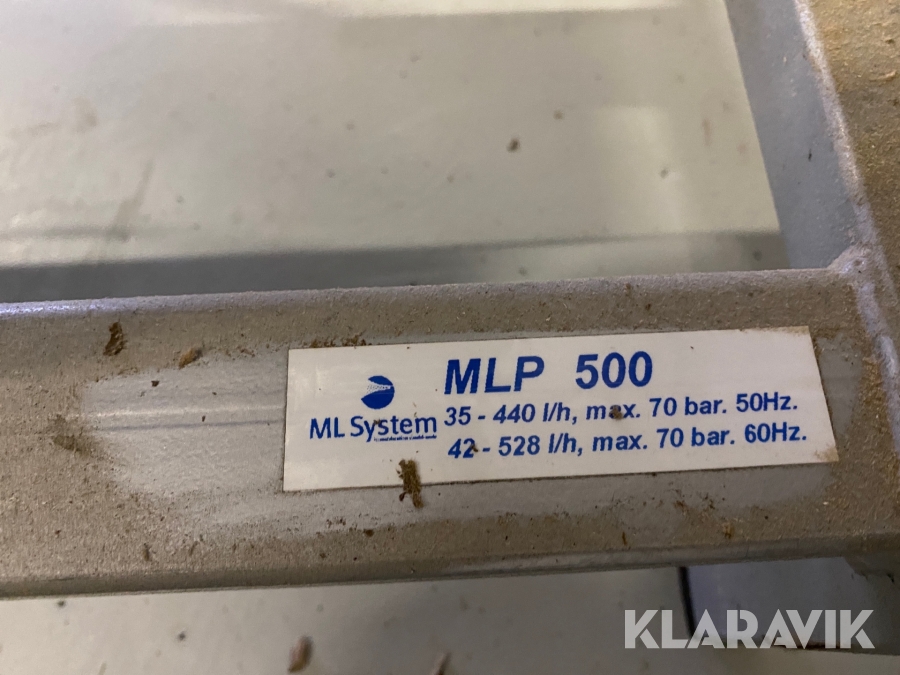 MLP 500
ML System
35 - 440 l/h, max. 70 bar. 50Hz.
42 - 528 l/h, max. 70 bar. 60Hz.
KLARAVIK